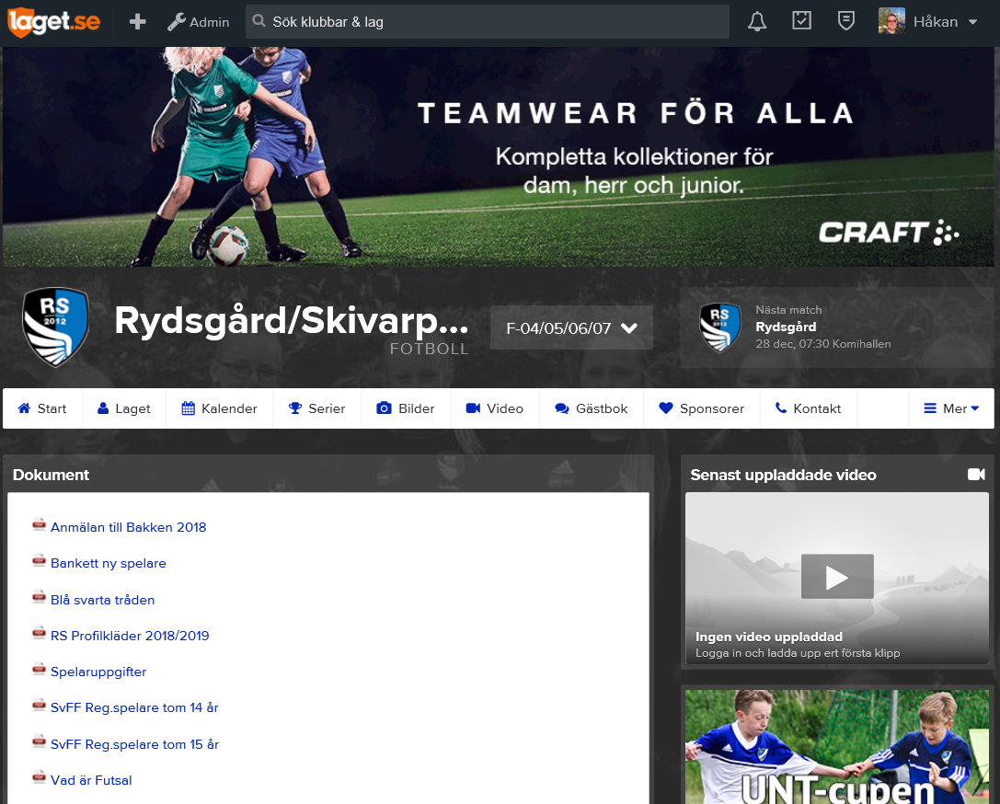 laget.se
Admin
Sök klubbar & lag
Håkan
TEAMWEAR FÖR ALLA
Kompletta kollektioner för
dam, herr och junior.
CRAFT
RS
2012
Rydsgård/Skivarp...
FOTBOLL
F-04/05/06/07
RS
2012
Nästa match
Rydsgård
28 dec, 07:30 Komihallen
Start
Laget
Kalender
Serier
Bilder
Video
Gästbok
Sponsorer
Kontakt
Mer
Dokument
Anmälan till Bakken 2018
Bankett ny spelare
Blå svarta tråden
RS Profilkläder 2018/2019
Spelaruppgifter
SvFF Reg.spelare tom 14 år
SvFF Reg.spelare tom 15 år
Vad är Futsal
Senast uppladdade video
Ingen video uppladdad
Logga in och ladda upp ert första klipp
UNT-cupen